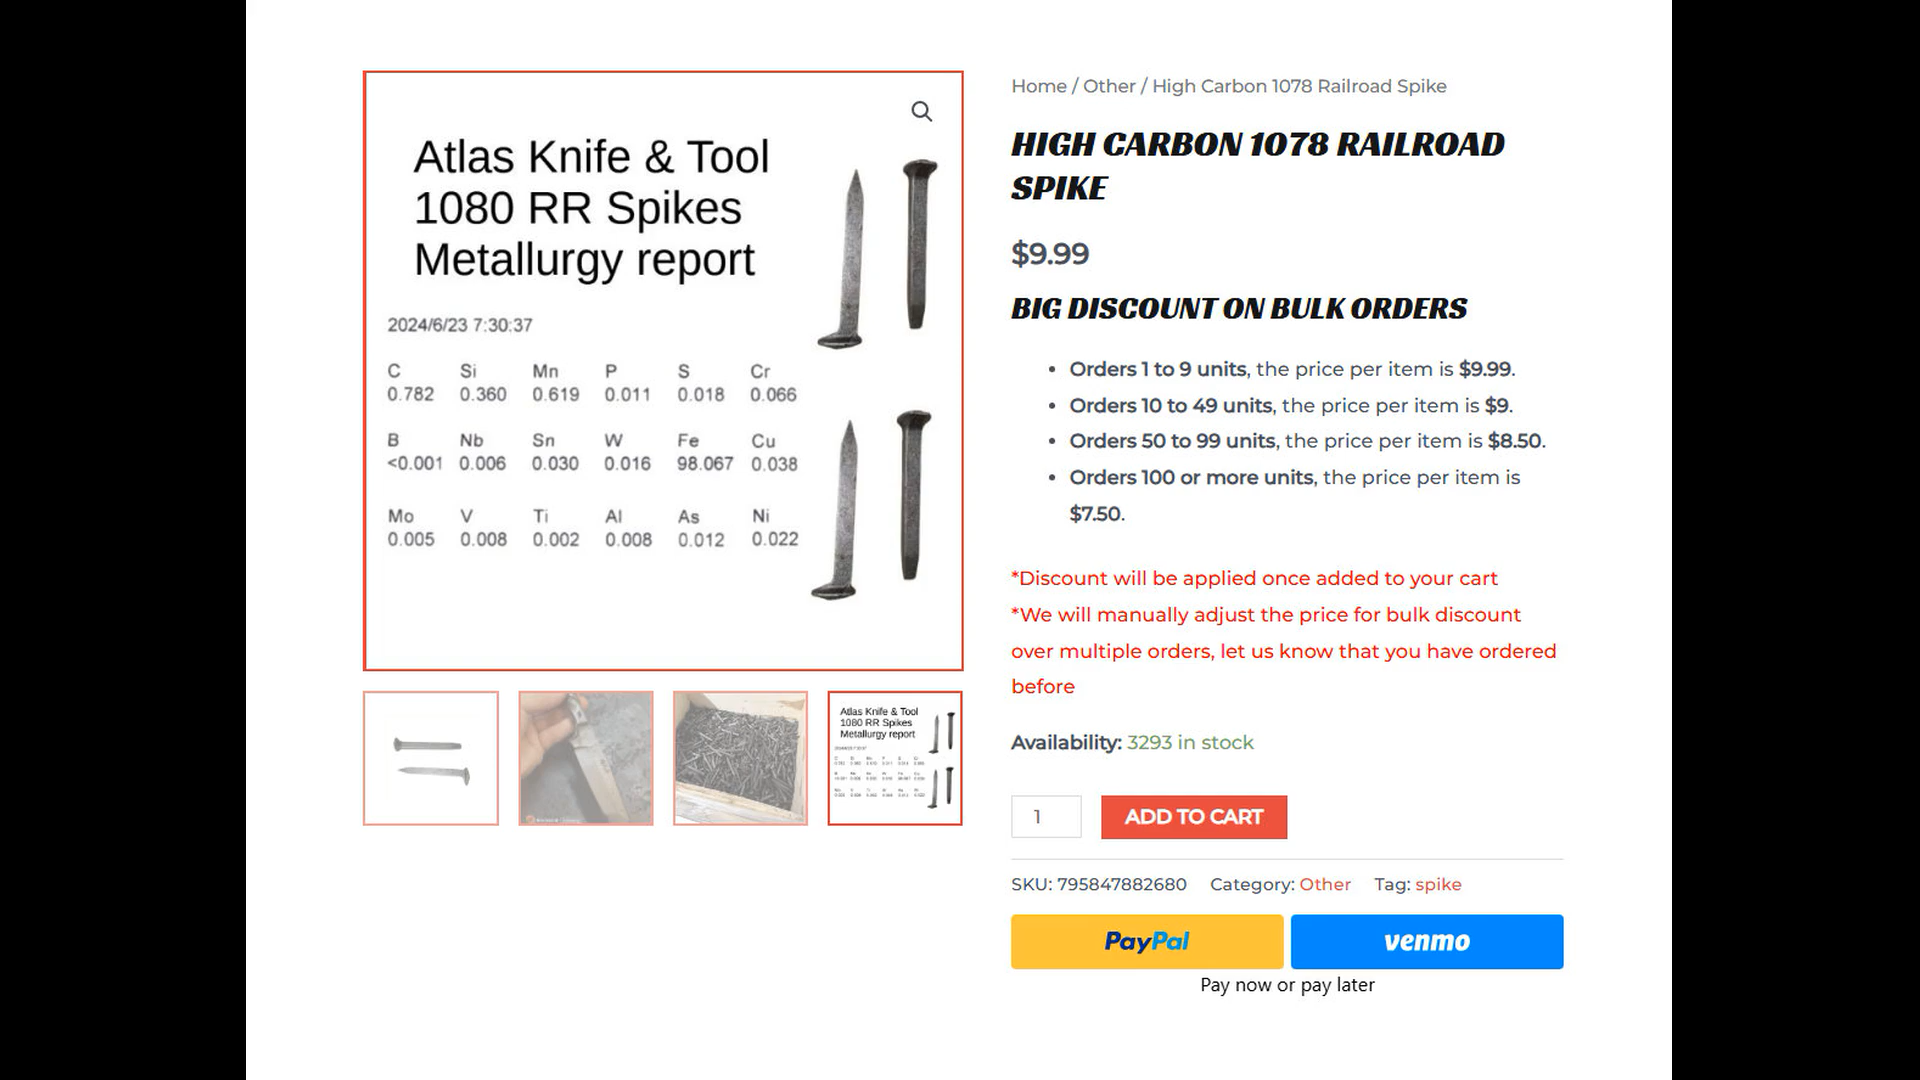 Home / Other / High Carbon 1078 Railroad Spike
HIGH CARBON 1078 RAILROAD
SPIKE
$9.99
BIG DISCOUNT ON BULK ORDERS
• Orders 1 to 9 units, the price per item is $9.99.
• Orders 10 to 49 units, the price per item is $9.
• Orders 50 to 99 units, the price per item is $8.50.
• Orders 100 or more units, the price per item is
$7.50.
*Discount will be applied once added to your cart
*We will manually adjust the price for bulk discount
over multiple orders, let us know that you have ordered
before
Availability: 3293 in stock
1
ADD TO CART
SKU: 795847882680 Category: Other Tag: spike
PayPal
venmo
Pay now or pay later
Atlas Knife & Tool
1080 RR Spikes
Metallurgy report
2024/6/23 7:30:37
C Si Mn P S Cr
0.782 0.360 0.619 0.011 0.018 0.066
B Nb Sn W Fe Cu
<0.001 0.006 0.030 0.016 98.067 0.038
Mo V Ti Al As Ni
0.005 0.008 0.002 0.008 0.012 0.022
Atlas Knife & Tool
1080 RR Spikes
Metallurgy report